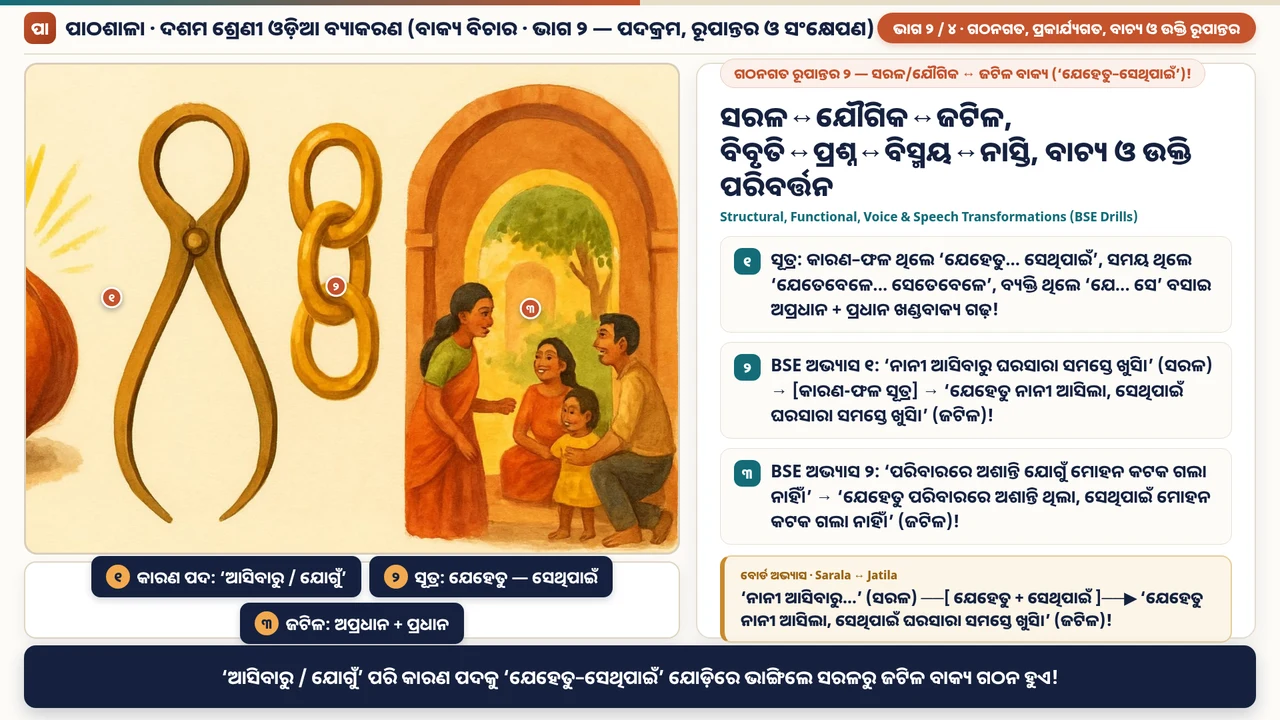 ପା ପାଠଶାଳା · ଦଶମ ଶ୍ରେଣୀ ଓଡ଼ିଆ ବ୍ୟାକରଣ (ବାକ୍ୟ ବିଚାର · ଭାଗ ୨ — ପଦକ୍ରମ, ରୂପାନ୍ତର ଓ ସଂକ୍ଷେପଣ)
ଭାଗ ୨ / ୪ · ଗଠନଗତ, ପ୍ରକାର୍ଯ୍ୟଗତ, ବାଚ୍ୟ ଓ ଉକ୍ତି ରୂପାନ୍ତର
୧
୨
୩
୧ କାରଣ ପଦ: ‘ଆସିବାରୁ / ଯୋଗୁଁ’
୨ ସୂତ୍ର: ଯେହେତୁ — ସେଥିପାଇଁ
୩ ଜଟିଳ: ଅପ୍ରଧାନ + ପ୍ରଧାନ
ଗଠନଗତ ରୂପାନ୍ତର ୨ — ସରଳ/ଯୌଗିକ ↔ ଜଟିଳ ବାକ୍ୟ (‘ଯେହେତୁ–ସେଥିପାଇଁ’)!
ସରଳ ↔ ଯୌଗିକ ↔ ଜଟିଳ,
ବିବୃତି ↔ ପ୍ରଶ୍ନ ↔ ବିସ୍ମୟ ↔ ନାସ୍ତି, ବାଚ୍ୟ ଓ ଉକ୍ତି
ପରିବର୍ତ୍ତନ
Structural, Functional, Voice & Speech Transformations (BSE Drills)
୧ ସୂତ୍ର: କାରଣ–ଫଳ ଥିଲେ ‘ଯେହେତୁ... ସେଥିପାଇଁ’, ସମୟ ଥିଲେ
‘ଯେତେବେଳେ... ସେତେବେଳେ’, ବ୍ୟକ୍ତି ଥିଲେ ‘ଯେ... ସେ’ ବସାଇ
ଅପ୍ରଧାନ + ପ୍ରଧାନ ଖଣ୍ଡବାକ୍ୟ ଗଢ଼!
୨ BSE ଅଭ୍ୟାସ ୧: ‘ନାନୀ ଆସିବାରୁ ଘରସାରା ସମସ୍ତେ ଖୁସି।’ (ସରଳ)
→ [କାରଣ-ଫଳ ସୂତ୍ର] → ‘ଯେହେତୁ ନାନୀ ଆସିଲା, ସେଥିପାଇଁ
ଘରସାରା ସମସ୍ତେ ଖୁସି।’ (ଜଟିଳ)!
୩ BSE ଅଭ୍ୟାସ ୨: ‘ପରିବାରରେ ଅଶାନ୍ତି ଯୋଗୁଁ ମୋହନ କଟକ ଗଲା
ନାହିଁ।’ → ‘ଯେହେତୁ ପରିବାରରେ ଅଶାନ୍ତି ଥିଲା, ସେଥିପାଇଁ ମୋହନ
କଟକ ଗଲା ନାହିଁ।’ (ଜଟିଳ)!
ବୋର୍ଡ ଅଭ୍ୟାସ · Sarala ↔ Jatila
‘ନାନୀ ଆସିବାରୁ...’ (ସରଳ) ──[ ଯେହେତୁ + ସେଥିପାଇଁ ]──▶ ‘ଯେହେତୁ
ନାନୀ ଆସିଲା, ସେଥିପାଇଁ ଘରସାରା ସମସ୍ତେ ଖୁସି।’ (ଜଟିଳ)!
‘ଆସିବାରୁ / ଯୋଗୁଁ’ ପରି କାରଣ ପଦକୁ ‘ଯେହେତୁ–ସେଥିପାଇଁ’ ଯୋଡ଼ିରେ ଭାଙ୍ଗିଲେ ସରଳରୁ ଜଟିଳ ବାକ୍ୟ ଗଠନ ହୁଏ!